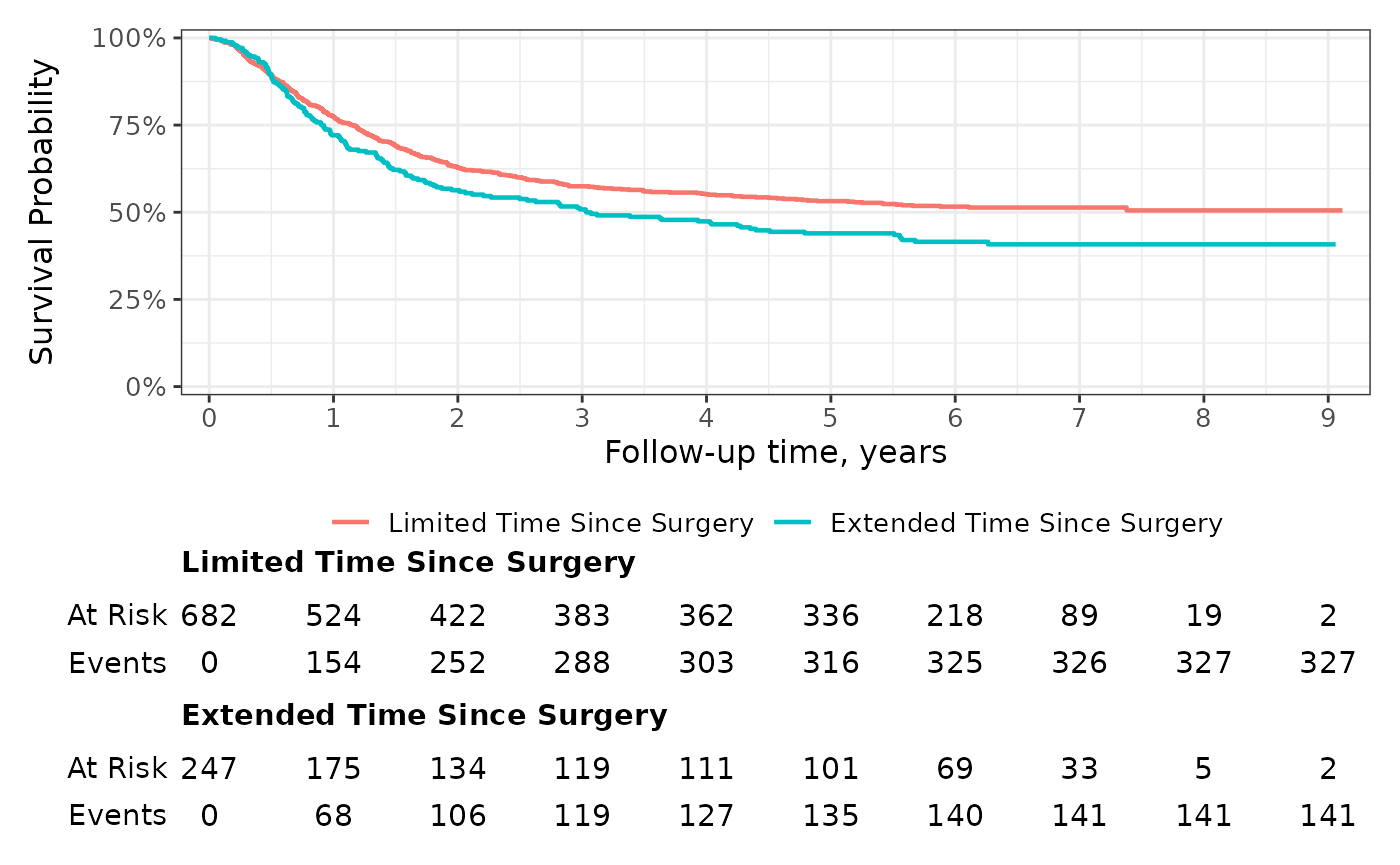 100%
75%
50%
25%
0%
Survival Probability
0 1 2 3 4 5 6 7 8 9
Follow-up time, years
Limited Time Since Surgery Extended Time Since Surgery
Limited Time Since Surgery
At Risk 682 524 422 383 362 336 218 89 19 2
Events 0 154 252 288 303 316 325 326 327 327
Extended Time Since Surgery
At Risk 247 175 134 119 111 101 69 33 5 2
Events 0 68 106 119 127 135 140 141 141 141